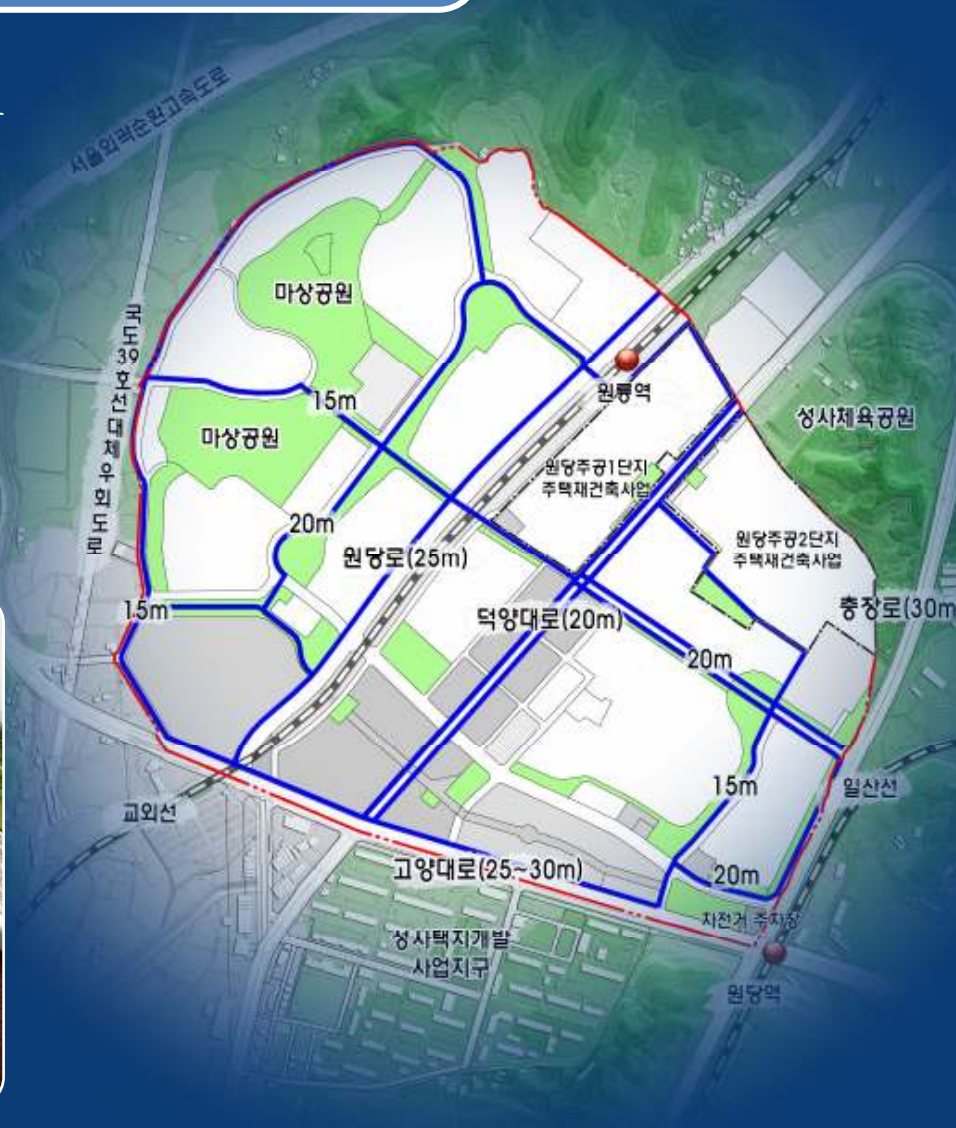 서울외곽순환고속도로
마상공원
국도39호선대체우회도로
원릉역
15m
성사체육공원
마상공원
원당주공1단지
주택재건축사업
20m
원당주공2단지
주택재건축사업
원당로(25m)
15m
덕양대로(20m)
충장로(30m
20m
15m
일산선
교외선
고양대로(25~30m)
20m
자전거 주차장
성사택지개발
사업지구
원당역